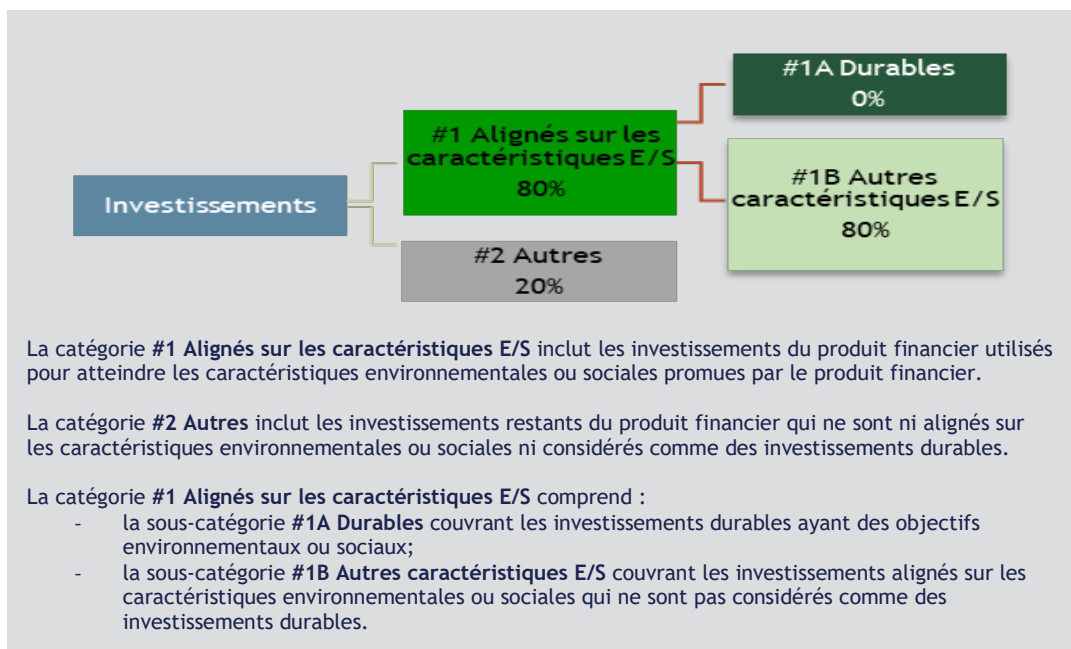 #1A Durables
0%
#1 Alignés sur les
caractéristiques E/S
80%
#1B Autres
caractéristiques E/S
80%
Investissements
#2 Autres
20%
La catégorie #1 Alignés sur les caractéristiques E/S inclut les investissements du produit financier utilisés
pour atteindre les caractéristiques environnementales ou sociales promues par le produit financier.
La catégorie #2 Autres inclut les investissements restants du produit financier qui ne sont ni alignés sur
les caractéristiques environnementales ou sociales ni considérés comme des investissements durables.
La catégorie #1 Alignés sur les caractéristiques E/S comprend :
- la sous-catégorie #1A Durables couvrant les investissements durables ayant des objectifs
environnementaux ou sociaux;
- la sous-catégorie #1B Autres caractéristiques E/S couvrant les investissements alignés sur les
caractéristiques environnementales ou sociales qui ne sont pas considérés comme des
investissements durables.